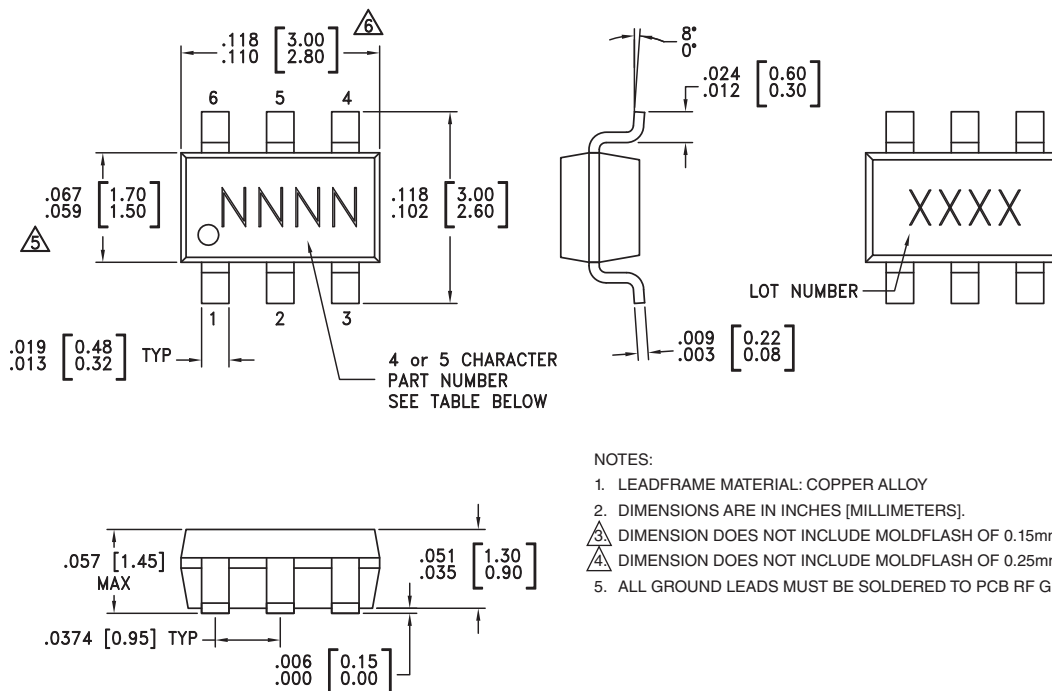 6
.118 [3.00]
.110 [2.80]
6 5 4
.067 [1.70]
.059 [1.50]
5
NNNN
.118 [3.00]
.102 [2.60]
1 2 3
.019 [0.48] TYP
.013 [0.32]
4 or 5 CHARACTER
PART NUMBER
SEE TABLE BELOW
8°
0°
.024 [0.60]
.012 [0.30]
.009 [0.22]
.003 [0.08]
XXXX
LOT NUMBER
.057 [1.45]
MAX
.051 [1.30]
.035 [0.90]
.0374 [0.95] TYP
.006 [0.15]
.000 [0.00]
NOTES:
1. LEADFRAME MATERIAL: COPPER ALLOY
2. DIMENSIONS ARE IN INCHES [MILLIMETERS].
3. DIMENSION DOES NOT INCLUDE MOLDFLASH OF 0.15mm
4. DIMENSION DOES NOT INCLUDE MOLDFLASH OF 0.25mm
5. ALL GROUND LEADS MUST BE SOLDERED TO PCB RF G